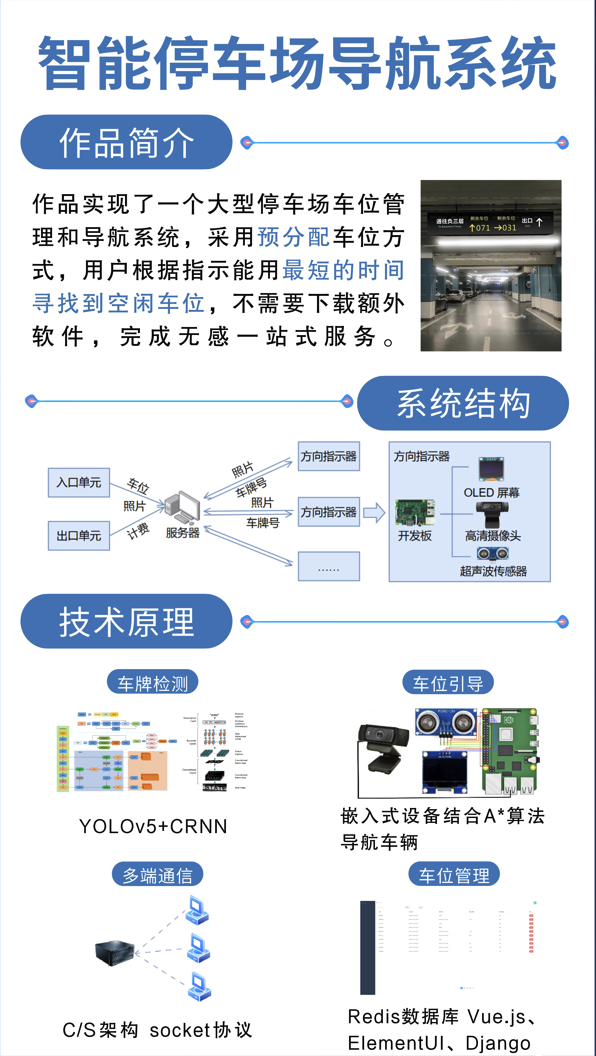 智能停车场导航系统
作品简介
作品实现了一个大型停车场车位管
理和导航系统，采用预分配车位方
式，用户根据指示能用最短的时间
寻找到空闲车位，不需要下载额外
软件，完成无感一站式服务。
通往负三层
剩余车位
剩余车位
出口
↑071
→031
↑
系统结构
入口单元
出口单元
车位
照片
计费
服务器
照片
车牌号
照片
车牌号
方向指示器
方向指示器
……
方向指示器
开发板
OLED 屏幕
高清摄像头
超声波传感器
技术原理
车牌检测
YOLOv5+CRNN
车位引导
嵌入式设备结合A*算法
导航车辆
多端通信
C/S架构 socket协议
车位管理
Redis数据库 Vue.js、
ElementUI、Django